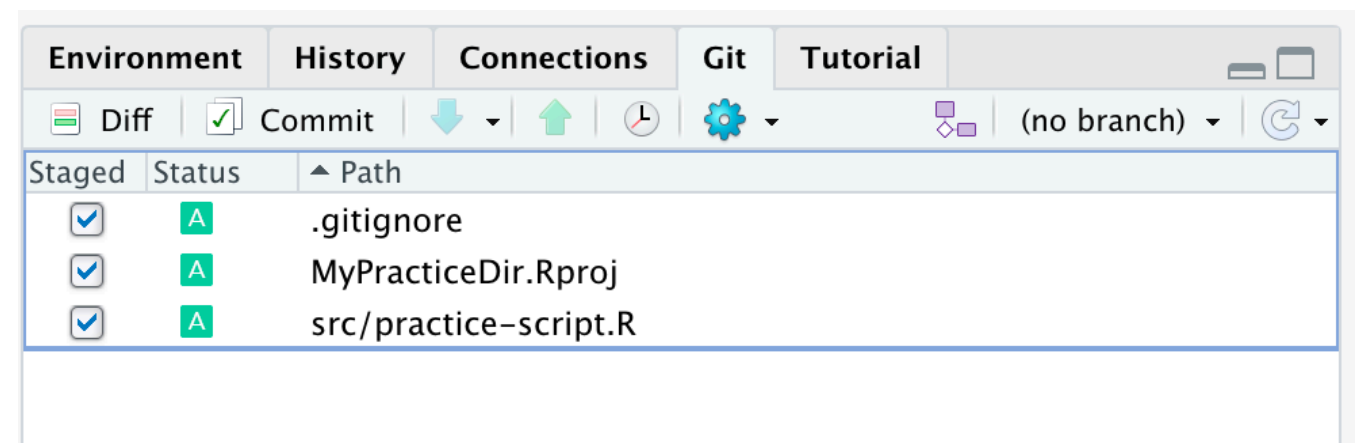 Environment History Connections Git Tutorial
Diff Commit (no branch)
Staged Status Path
A .gitignore
A MyPracticeDir.Rproj
A src/practice-script.R